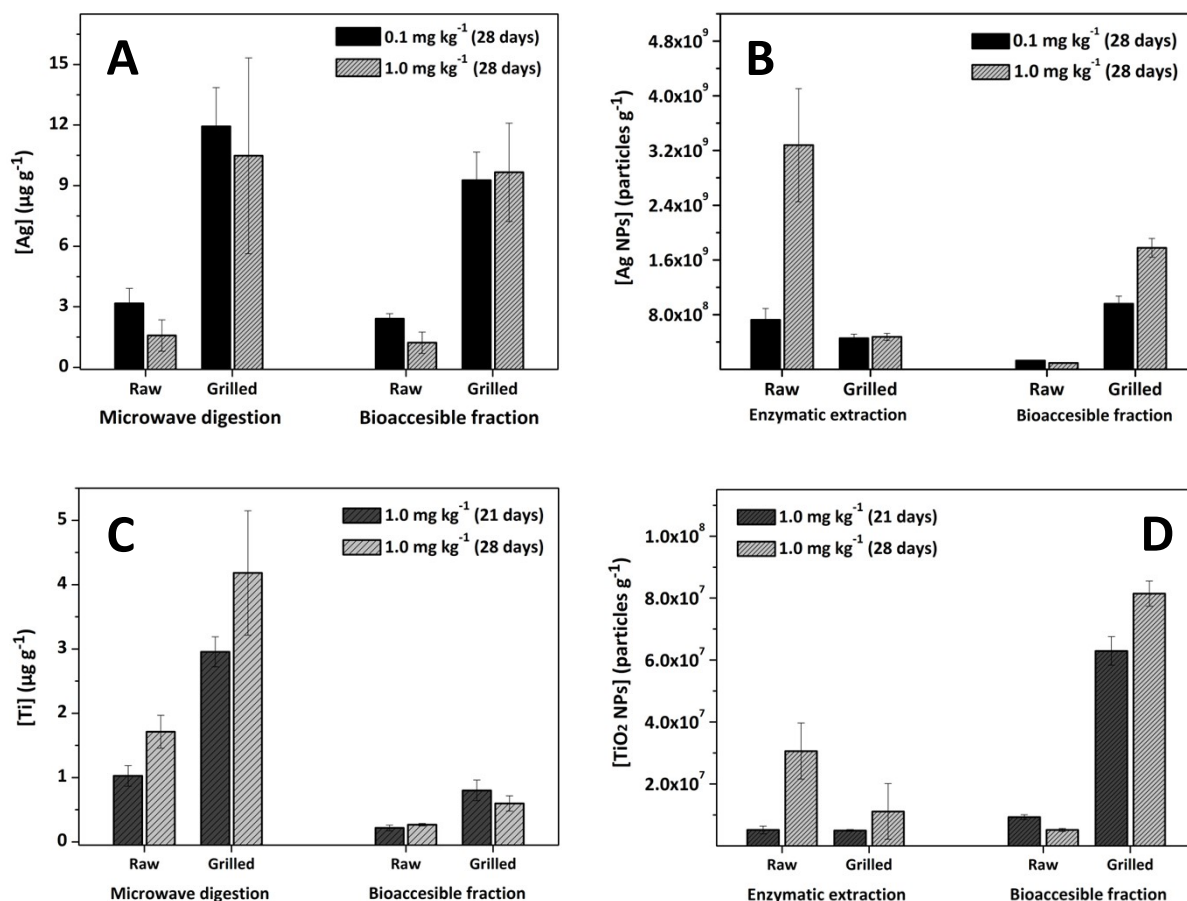 A
0.1 mg kg⁻¹ (28 days)
1.0 mg kg⁻¹ (28 days)
[Ag] (µg g⁻¹)
15
12
9
6
3
0
Raw Grilled Raw Grilled
Microwave digestion Bioaccesible fraction
B
0.1 mg kg⁻¹ (28 days)
1.0 mg kg⁻¹ (28 days)
[Ag NPs] (particles g⁻¹)
4.8x10⁹
4.0x10⁹
3.2x10⁹
2.4x10⁹
1.6x10⁹
8.0x10⁸
Raw Grilled Raw Grilled
Enzymatic extraction Bioaccesible fraction
C
1.0 mg kg⁻¹ (21 days)
1.0 mg kg⁻¹ (28 days)
[Ti] (µg g⁻¹)
5
4
3
2
1
0
Raw Grilled Raw Grilled
Microwave digestion Bioaccesible fraction
D
1.0 mg kg⁻¹ (21 days)
1.0 mg kg⁻¹ (28 days)
[TiO₂ NPs] (particles g⁻¹)
1.0x10⁸
8.0x10⁷
6.0x10⁷
4.0x10⁷
2.0x10⁷
Raw Grilled Raw Grilled
Enzymatic extraction Bioaccesible fraction